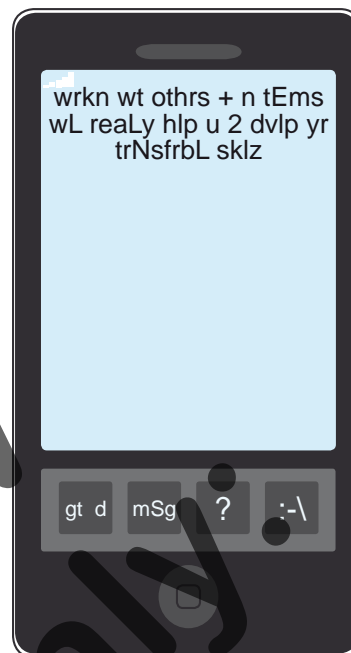 wrkn wt othrs + n tEms
wL reaLy hlp u 2 dvlp yr
trNsfrbL sklz
gt d mSg ? :-\